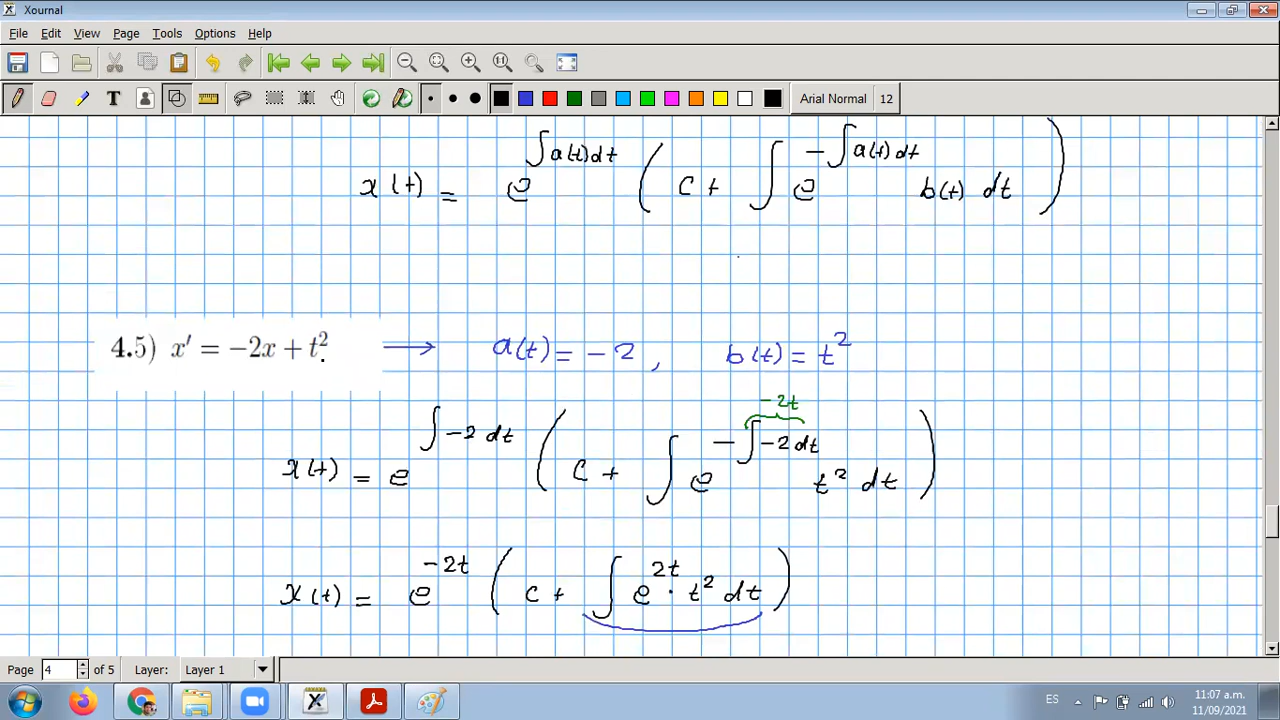 Xournal
File Edit View Page Tools Options Help
Arial Normal 12
x(t) = e^{∫a(t)dt} ( c + ∫ e^{-∫a(t)dt} b(t) dt )
4.5) x' = -2x + t² → a(t) = -2 , b(t) = t²
-2t
x(t) = e^{∫-2 dt} ( c + ∫ e^{-∫-2dt} t² dt )
x(t) = e^{-2t} ( c + ∫ e^{2t} · t² dt )
Page 4 of 5 Layer: Layer 1
ES 11:07 a.m.
11/09/2021